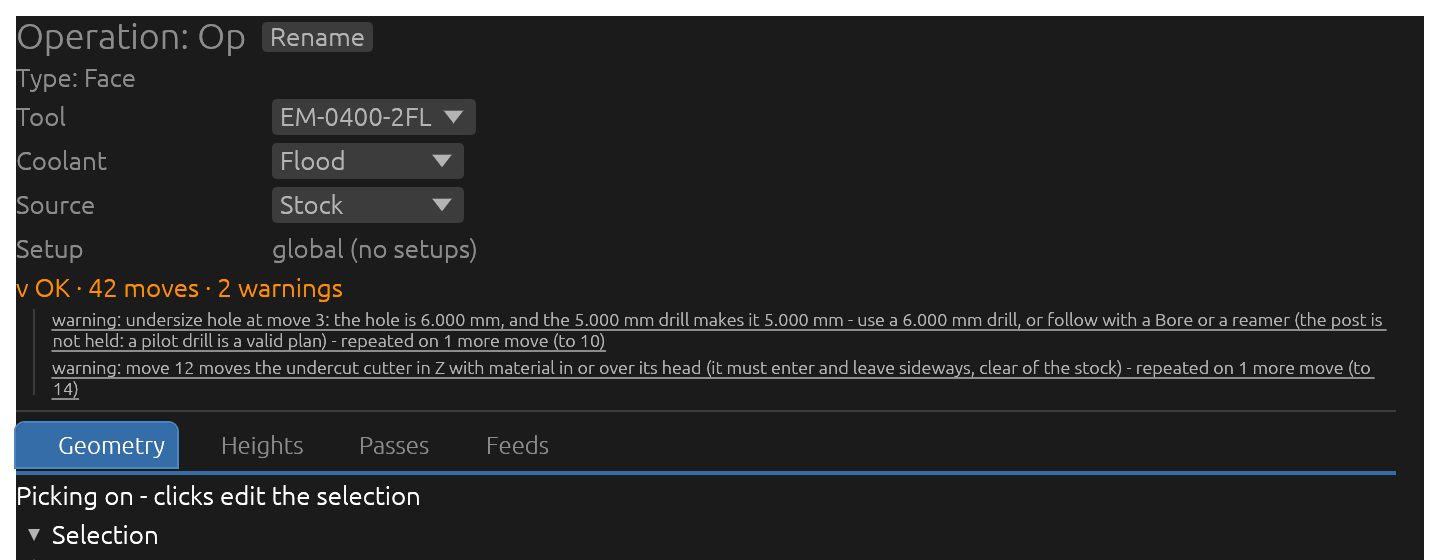 Operation: Op Rename
Type: Face
Tool EM-0400-2FL
Coolant Flood
Source Stock
Setup global (no setups)
v OK · 42 moves · 2 warnings
warning: undersize hole at move 3: the hole is 6.000 mm, and the 5.000 mm drill makes it 5.000 mm - use a 6.000 mm drill, or follow with a Bore or a reamer (the post is
not held: a pilot drill is a valid plan) - repeated on 1 more move (to 10)
warning: move 12 moves the undercut cutter in Z with material in or over its head (it must enter and leave sideways, clear of the stock) - repeated on 1 more move (to
14)
Geometry Heights Passes Feeds
Picking on - clicks edit the selection
Selection